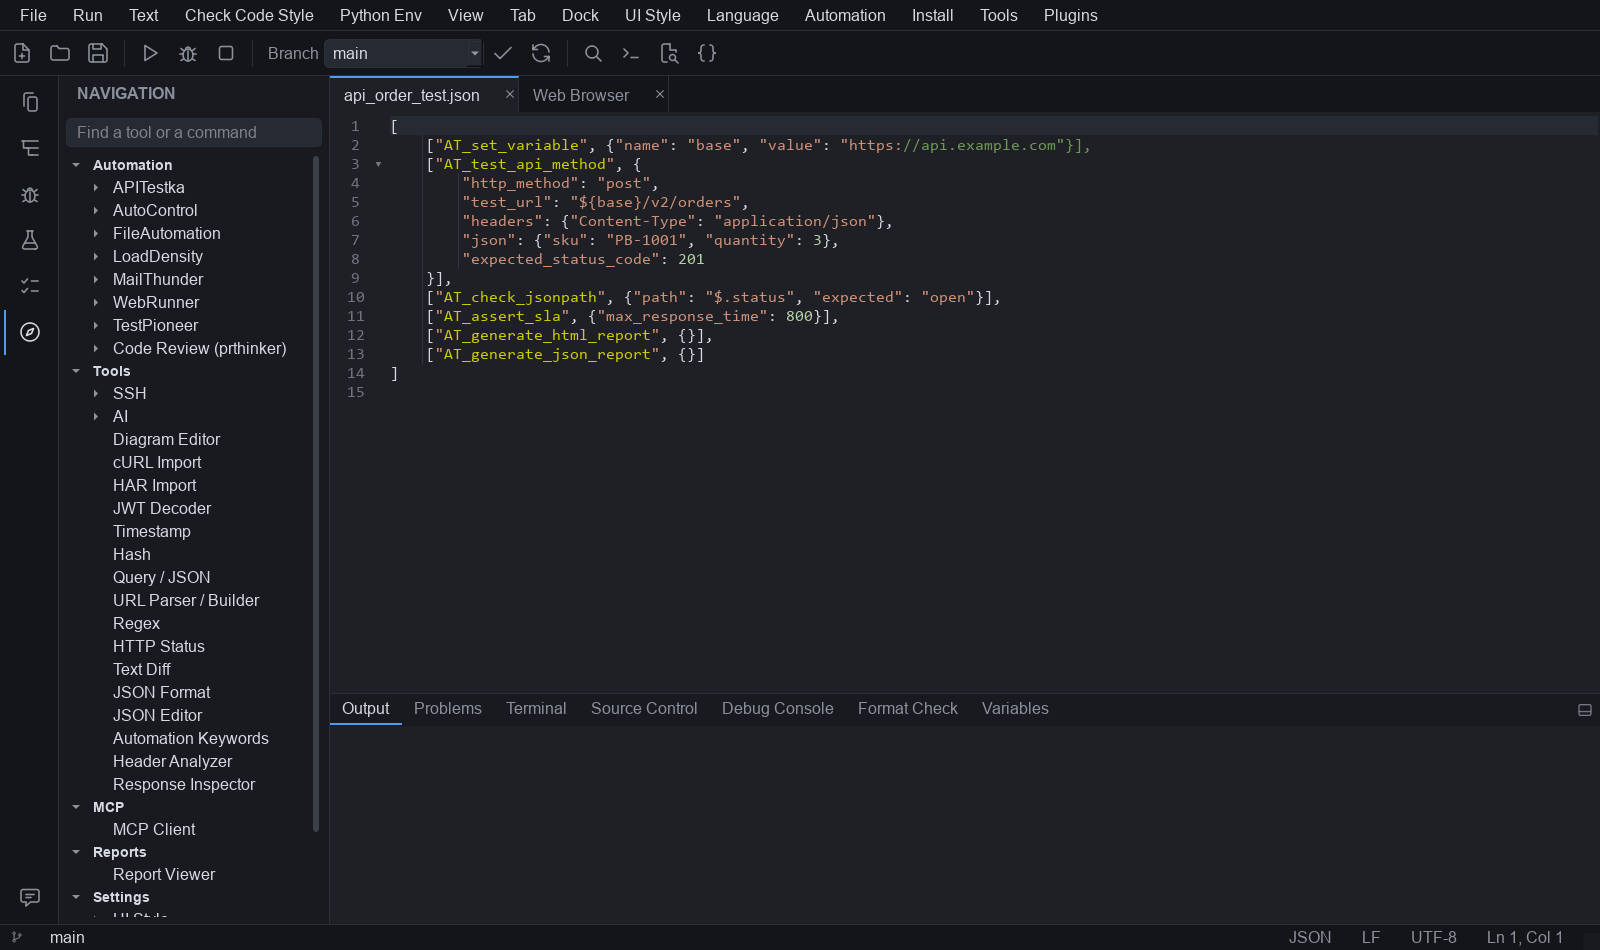 File Run Text Check Code Style Python Env View Tab Dock UI Style Language Automation Install Tools Plugins
Branch main
NAVIGATION
Find a tool or a command
Automation
APITestka
AutoControl
FileAutomation
LoadDensity
MailThunder
WebRunner
TestPioneer
Code Review (prthinker)
Tools
SSH
AI
Diagram Editor
cURL Import
HAR Import
JWT Decoder
Timestamp
Hash
Query / JSON
URL Parser / Builder
Regex
HTTP Status
Text Diff
JSON Format
JSON Editor
Automation Keywords
Header Analyzer
Response Inspector
MCP
MCP Client
Reports
Report Viewer
Settings
UI Style
api_order_test.json Web Browser
1 [
2 ["AT_set_variable", {"name": "base", "value": "https://api.example.com"}],
3 ["AT_test_api_method", {
4 "http_method": "post",
5 "test_url": "${base}/v2/orders",
6 "headers": {"Content-Type": "application/json"},
7 "json": {"sku": "PB-1001", "quantity": 3},
8 "expected_status_code": 201
9 }],
10 ["AT_check_jsonpath", {"path": "$.status", "expected": "open"}],
11 ["AT_assert_sla", {"max_response_time": 800}],
12 ["AT_generate_html_report", {}],
13 ["AT_generate_json_report", {}]
14 ]
15
Output Problems Terminal Source Control Debug Console Format Check Variables
main JSON LF UTF-8 Ln 1, Col 1